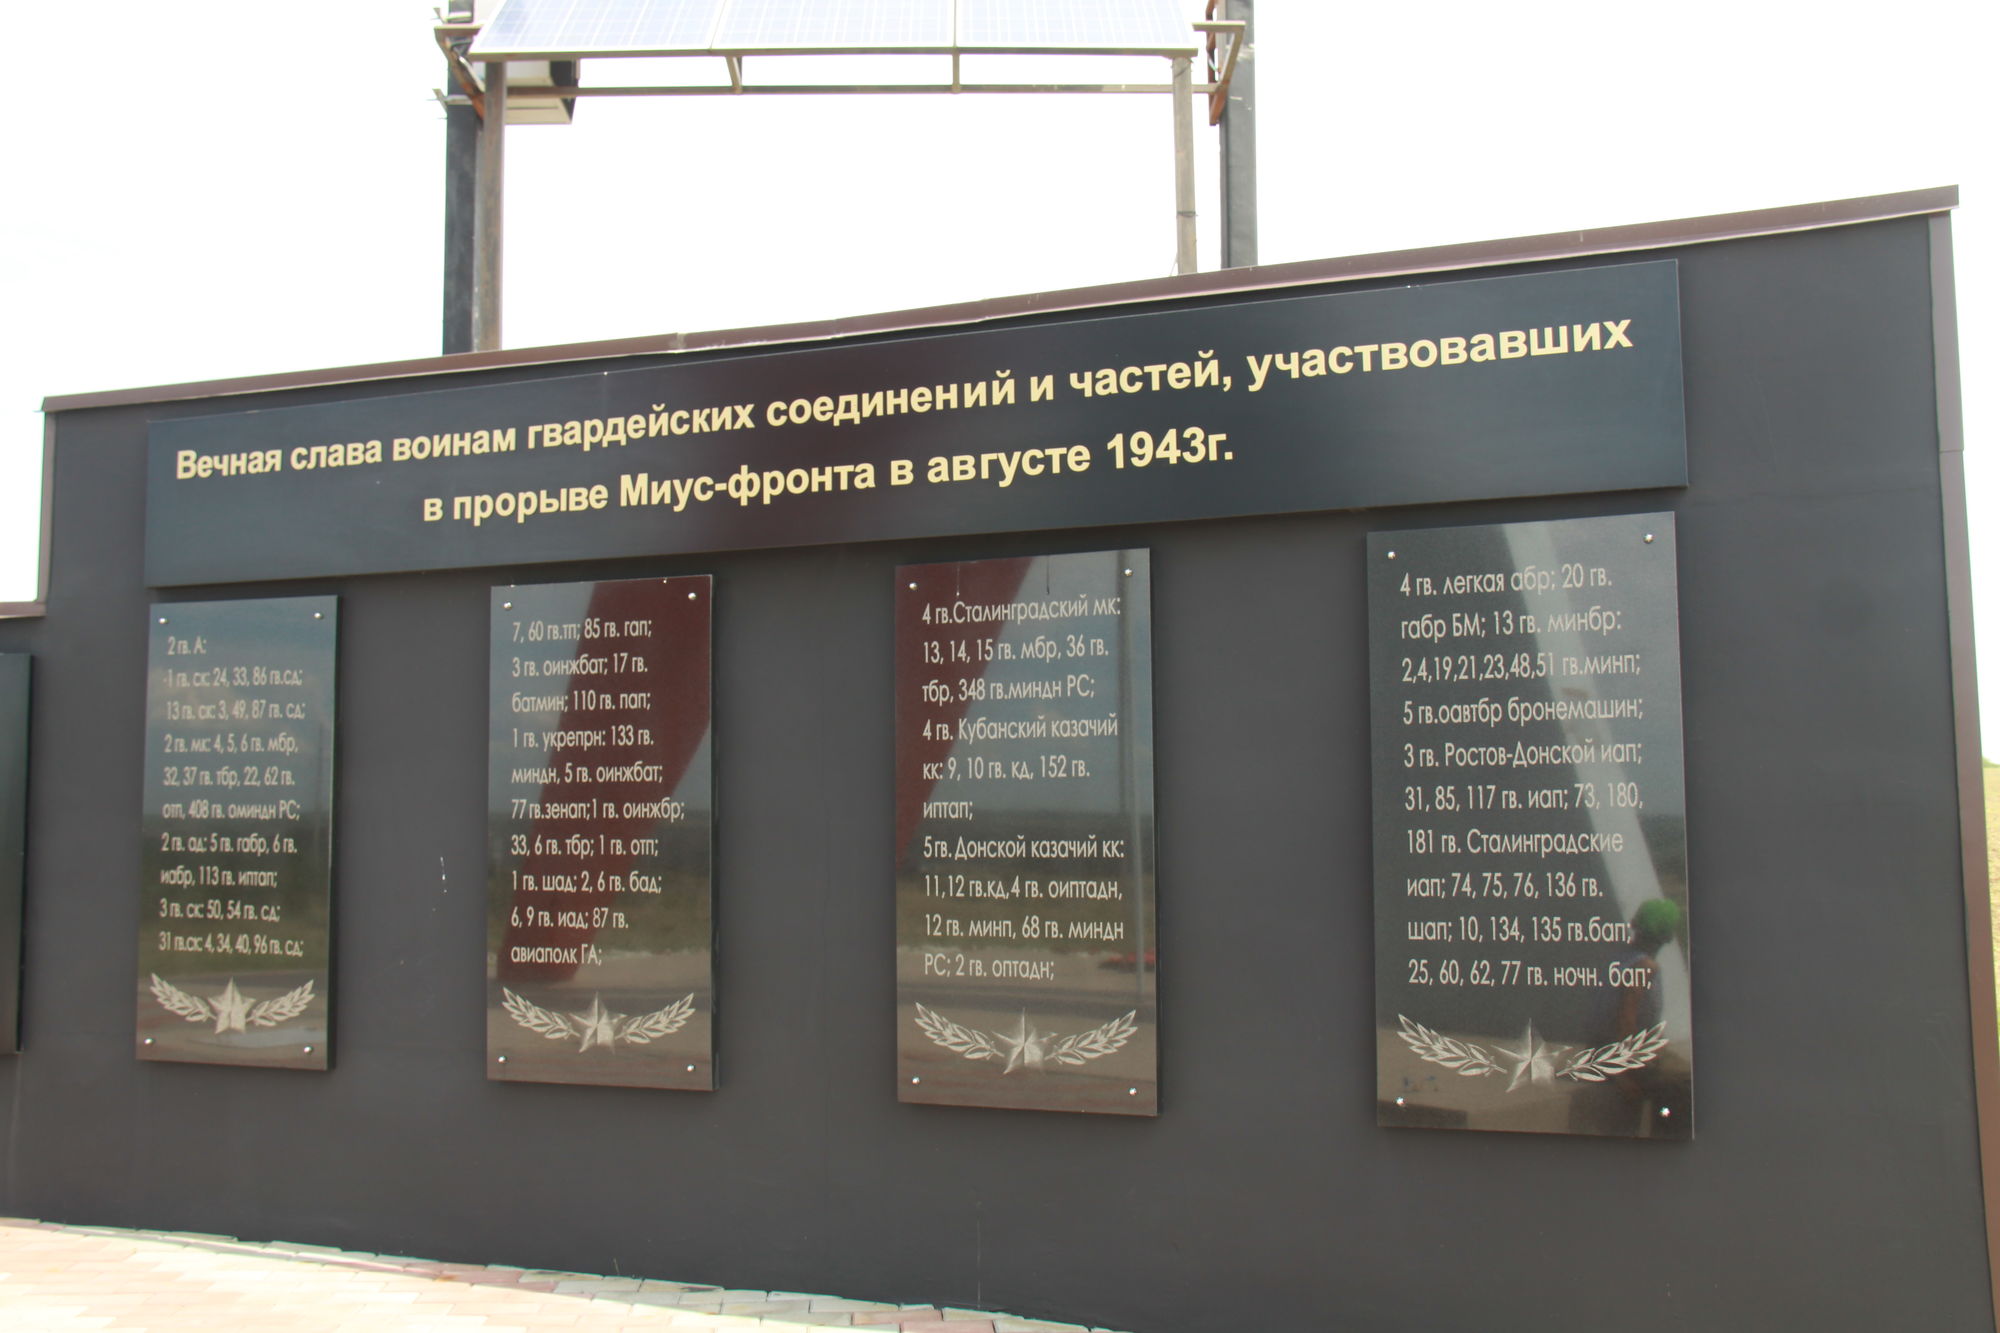 Вечная слава воинам гвардейских соединений и частей, участвовавших
в прорыве Миус-фронта в августе 1943г.
2 гв. А:
1 гв. ск: 24, 33, 86 гв.сд;
13 гв. ск: 3, 49, 87 гв. сд;
2 гв. мк: 4, 5, 6 гв. мбр,
32, 37 гв. тбр, 22, 62 гв.
отп, 408 гв. оминдн РС;
2 гв. ад: 5 гв. габр, 6 гв.
иабр, 113 гв. иптап;
3 гв. ск: 50, 54 гв. сд;
31 гв.ск: 4, 34, 40, 96 гв. сд;
7, 60 гв.тп; 85 гв. гап;
3 гв. оинжбат; 17 гв.
батмин; 110 гв. пап;
1 гв. укрепрн: 133 гв.
миндн, 5 гв. оинжбат;
77 гв.зенап;1 гв. оинжбр;
33, 6 гв. тбр; 1 гв. отп;
1 гв. шад; 2, 6 гв. бад;
6, 9 гв. иад; 87 гв.
авиаполк ГА;
4 гв.Сталинградский мк:
13, 14, 15 гв. мбр, 36 гв.
тбр, 348 гв.миндн РС;
4 гв. Кубанский казачий
кк: 9, 10 гв. кд, 152 гв.
иптап;
5 гв. Донской казачий кк:
11,12 гв.кд,4 гв. оиптадн,
12 гв. минп, 68 гв. миндн
РС; 2 гв. оптадн;
4 гв. легкая абр; 20 гв.
габр БМ; 13 гв. минбр:
2,4,19,21,23,48,51 гв.минп;
5 гв.оавтбр бронемашин;
3 гв. Ростов-Донской иап;
31, 85, 117 гв. иап; 73, 180,
181 гв. Сталинградские
иап; 74, 75, 76, 136 гв.
шап; 10, 134, 135 гв.бап;
25, 60, 62, 77 гв. ночн. бап;